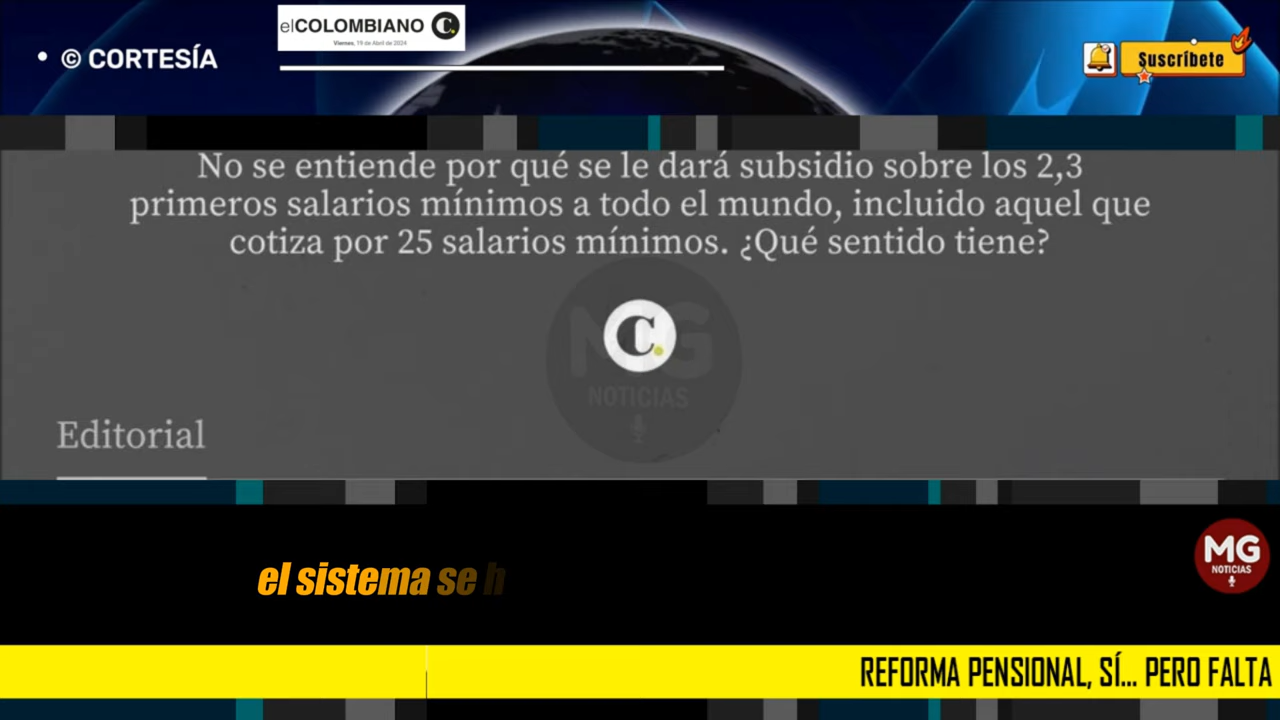 elCOLOMBIANO C.
Viernes, 19 de Abril de 2024
• © CORTESÍA
Suscríbete
No se entiende por qué se le dará subsidio sobre los 2,3
primeros salarios mínimos a todo el mundo, incluido aquel que
cotiza por 25 salarios mínimos. ¿Qué sentido tiene?
C.
MG
NOTICIAS
Editorial
el sistema se h
MG
NOTICIAS
REFORMA PENSIONAL, SÍ... PERO FALTA